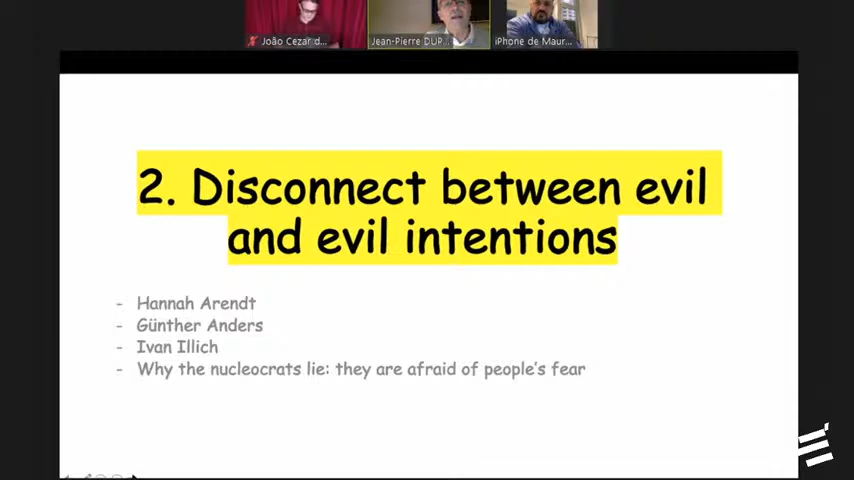 João Cezar d...
Jean-Pierre DUP...
iPhone de Maur...
2. Disconnect between evil
and evil intentions
- Hannah Arendt
- Günther Anders
- Ivan Illich
- Why the nucleocrats lie: they are afraid of people's fear